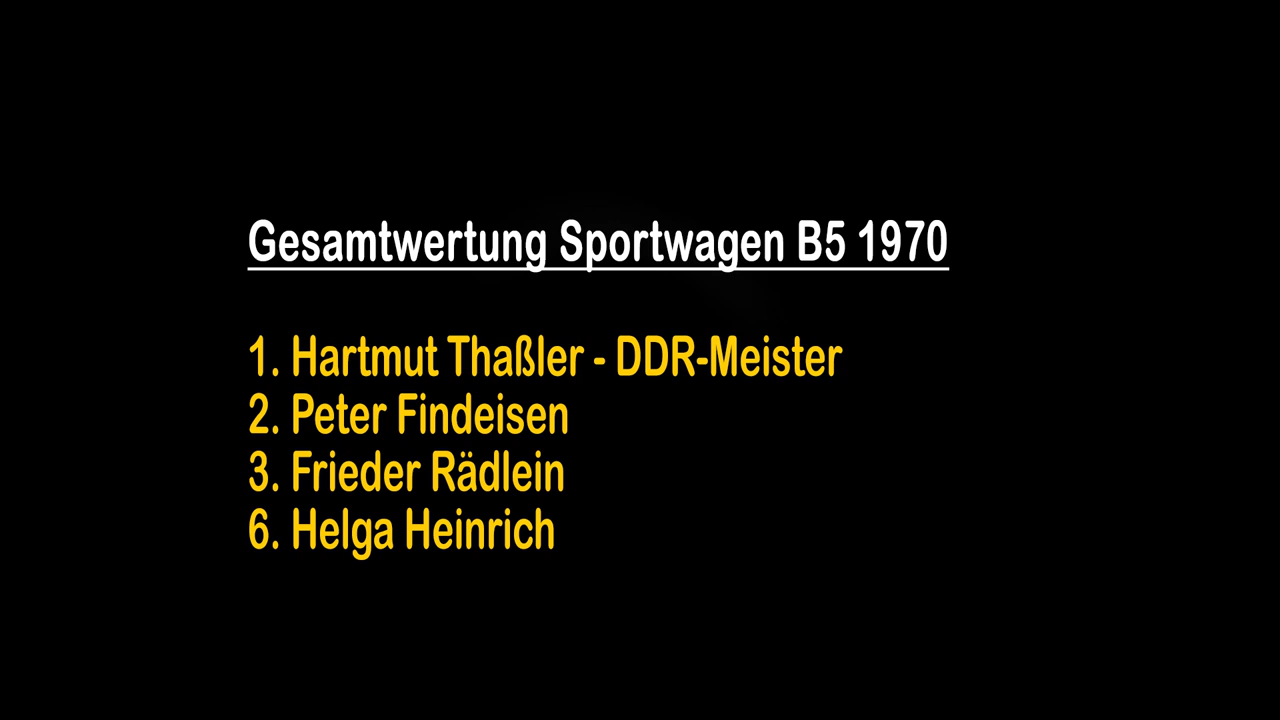 Gesamtwertung Sportwagen B5 1970
1. Hartmut Thaßler - DDR-Meister
2. Peter Findeisen
3. Frieder Rädlein
6. Helga Heinrich